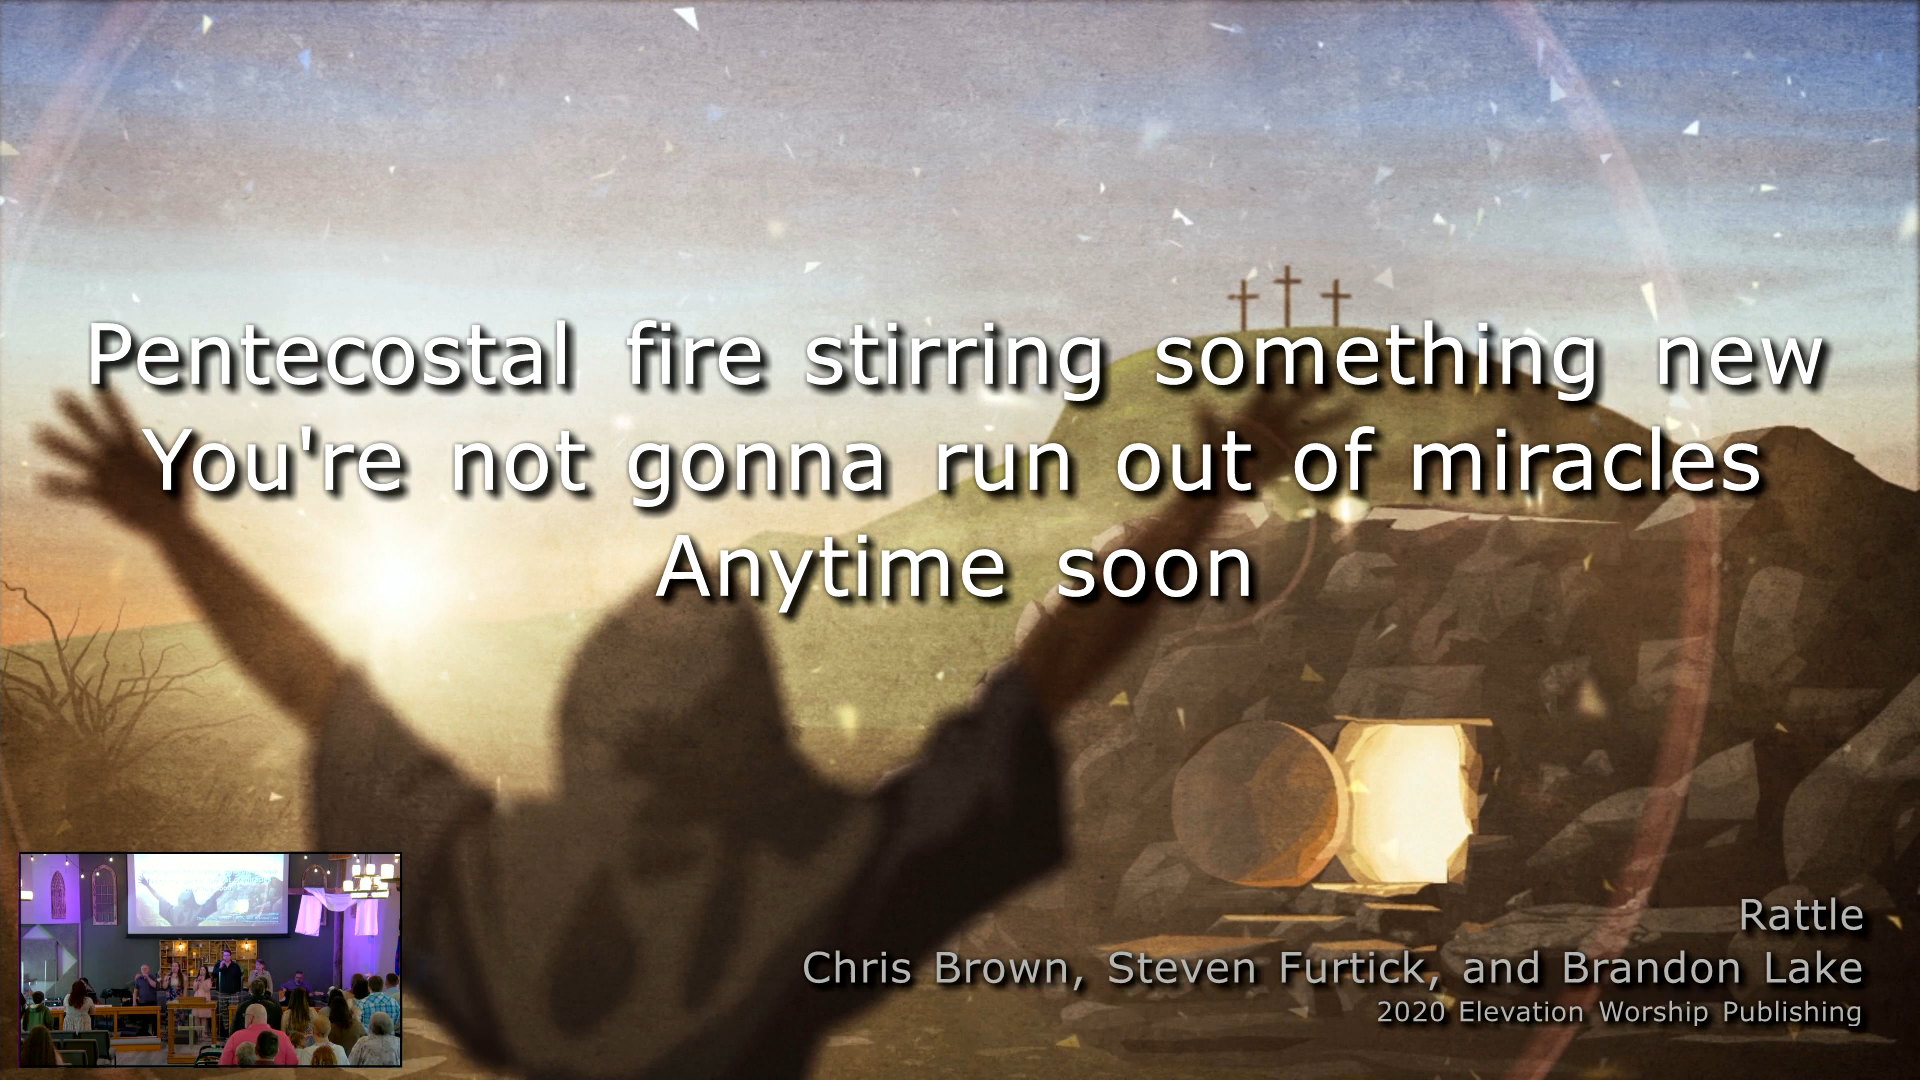 Pentecostal fire stirring something new
You're not gonna run out of miracles
Anytime soon
Rattle
Chris Brown, Steven Furtick, and Brandon Lake
2020 Elevation Worship Publishing